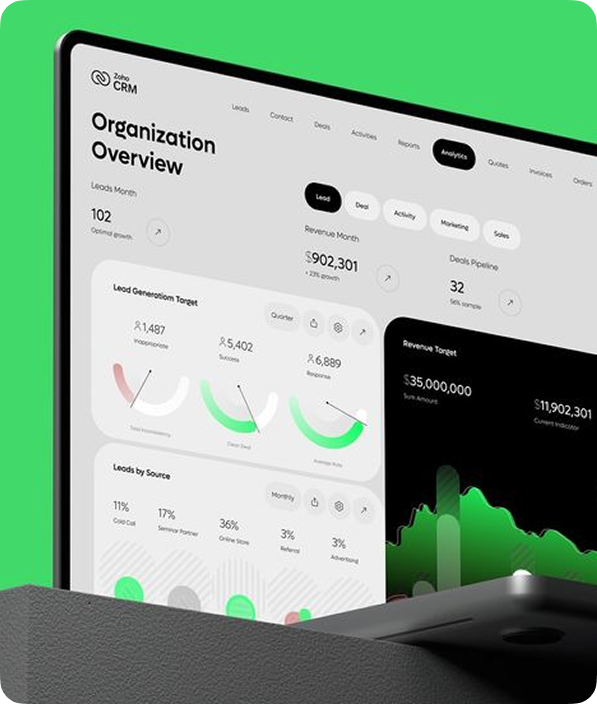 Zoho
CRM
Leads
Contact
Deals
Activities
Reports
Analytics
Quotes
Invoices
Orders
Organization
Overview
Leads Month
102
Optimal growth
Lead
Deal
Activity
Marketing
Sales
Revenue Month
$902,301
+ 23% growth
Deals Pipeline
32
56% sample
Lead Generatiom Target
Quarter
1,487
Inappropriate
5,402
Success
6,889
Response
Total Inconsistency
Clean Deal
Average Rate
Revenue Target
$35,000,000
Sum Amount
$11,902,301
Current Indicator
Leads by Source
Monthly
11%
Cold Call
17%
Seminar Partner
36%
Online Store
3%
Referral
3%
Advertising